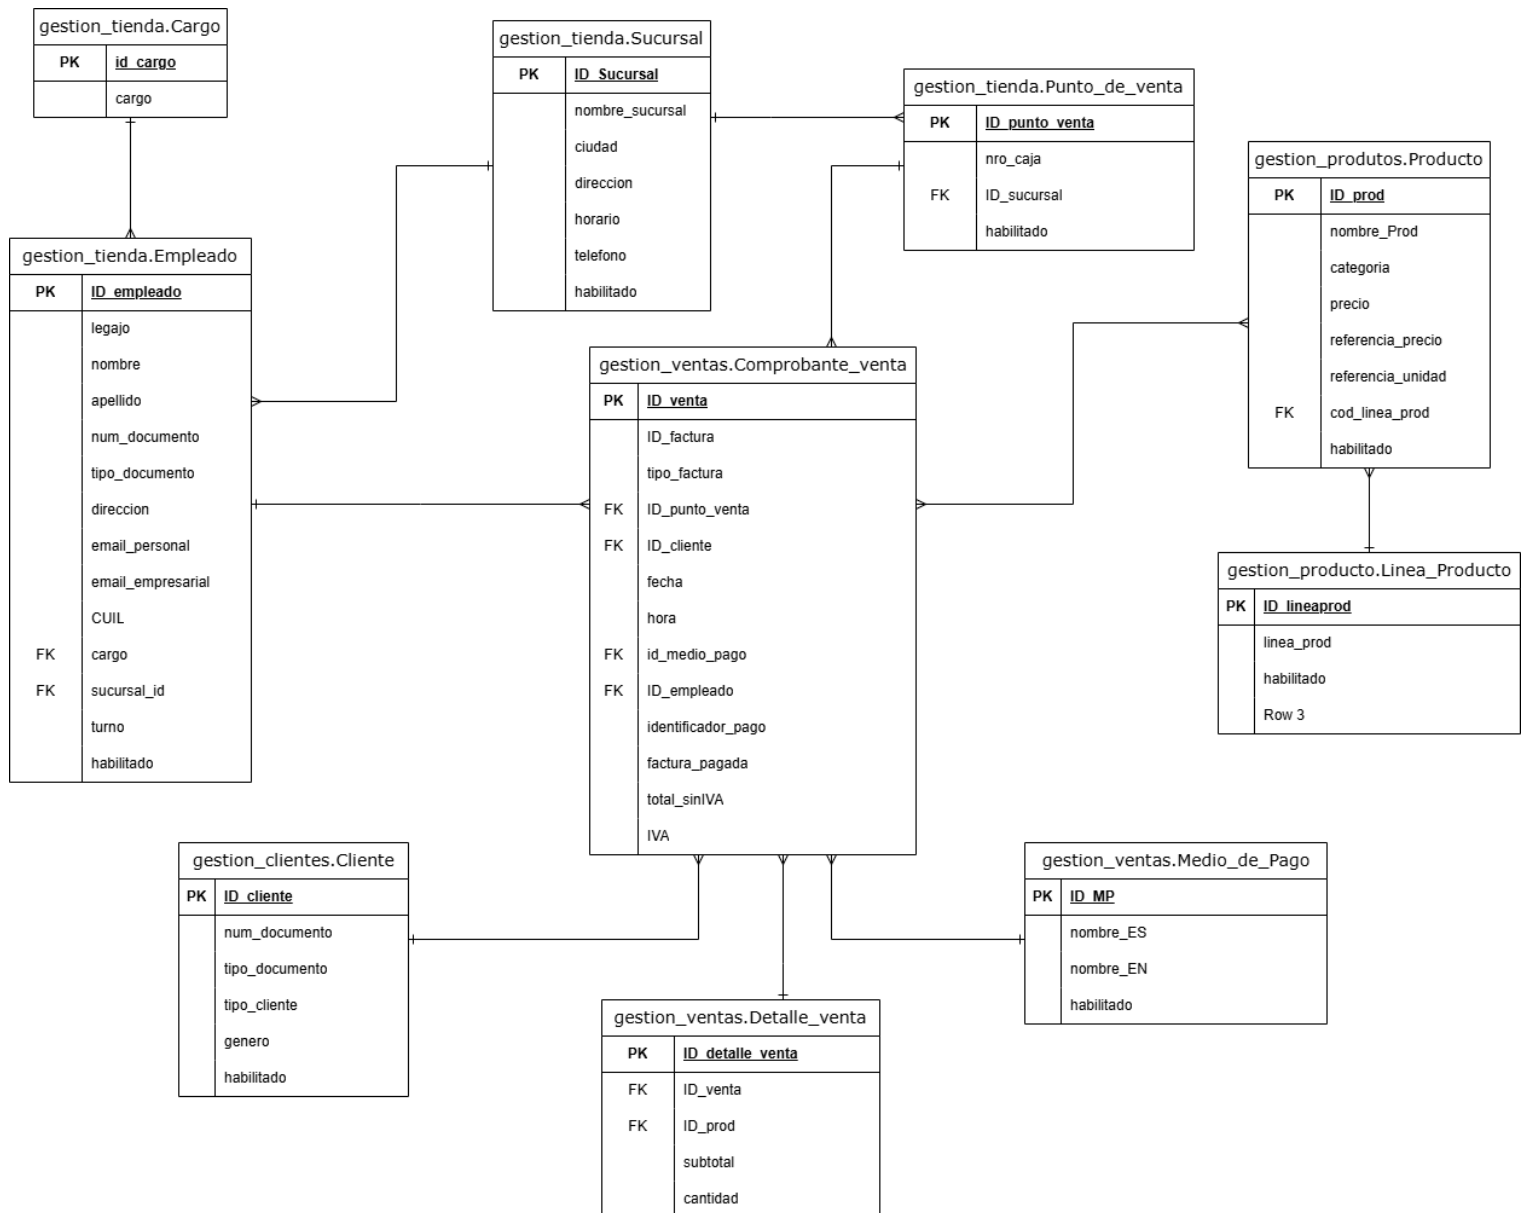 gestion_tienda.Cargo
PK id_cargo
cargo
gestion_tienda.Sucursal
PK ID_Sucursal
nombre_sucursal
ciudad
direccion
horario
telefono
habilitado
gestion_tienda.Punto_de_venta
PK ID_punto_venta
nro_caja
FK ID_sucursal
habilitado
gestion_produtos.Producto
PK ID_prod
nombre_Prod
categoria
precio
referencia_precio
referencia_unidad
FK cod_linea_prod
habilitado
gestion_tienda.Empleado
PK ID_empleado
legajo
nombre
apellido
num_documento
tipo_documento
direccion
email_personal
email_empresarial
CUIL
FK cargo
FK sucursal_id
turno
habilitado
gestion_ventas.Comprobante_venta
PK ID_venta
ID_factura
tipo_factura
FK ID_punto_venta
FK ID_cliente
fecha
hora
FK id_medio_pago
FK ID_empleado
identificador_pago
factura_pagada
total_sinIVA
IVA
gestion_producto.Linea_Producto
PK ID_lineaprod
linea_prod
habilitado
Row 3
gestion_clientes.Cliente
PK ID_cliente
num_documento
tipo_documento
tipo_cliente
genero
habilitado
gestion_ventas.Medio_de_Pago
PK ID_MP
nombre_ES
nombre_EN
habilitado
gestion_ventas.Detalle_venta
PK ID_detalle_venta
FK ID_venta
FK ID_prod
subtotal
cantidad